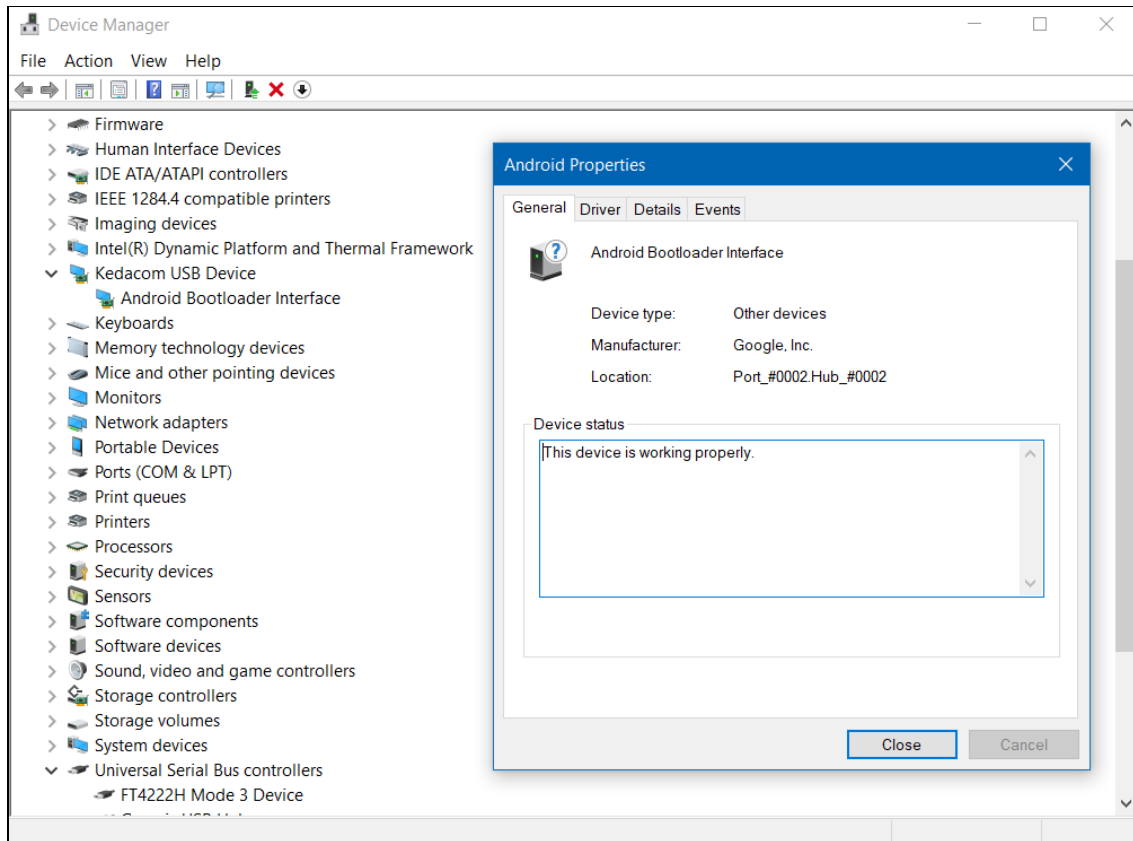 Device Manager
File Action View Help
Firmware
Human Interface Devices
IDE ATA/ATAPI controllers
IEEE 1284.4 compatible printers
Imaging devices
Intel(R) Dynamic Platform and Thermal Framework
Kedacom USB Device
Android Bootloader Interface
Keyboards
Memory technology devices
Mice and other pointing devices
Monitors
Network adapters
Portable Devices
Ports (COM & LPT)
Print queues
Printers
Processors
Security devices
Sensors
Software components
Software devices
Sound, video and game controllers
Storage controllers
Storage volumes
System devices
Universal Serial Bus controllers
FT4222H Mode 3 Device
Android Properties
General Driver Details Events
Android Bootloader Interface
Device type: Other devices
Manufacturer: Google, Inc.
Location: Port_#0002.Hub_#0002
Device status
This device is working properly.
Close Cancel